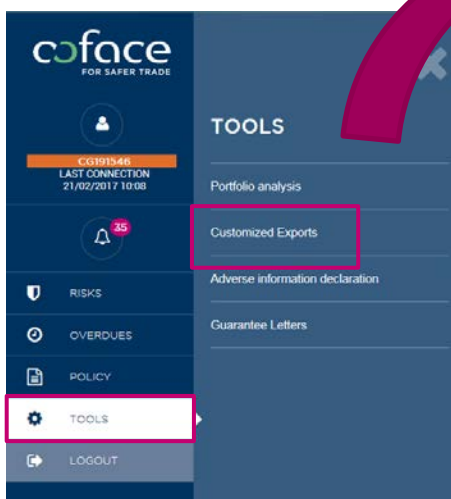 coface
FOR SAFER TRADE
CG191546
LAST CONNECTION
21/02/2017 10:08
35
RISKS
OVERDUES
POLICY
TOOLS
LOGOUT
TOOLS
Portfolio analysis
Customized Exports
Adverse information declaration
Guarantee Letters